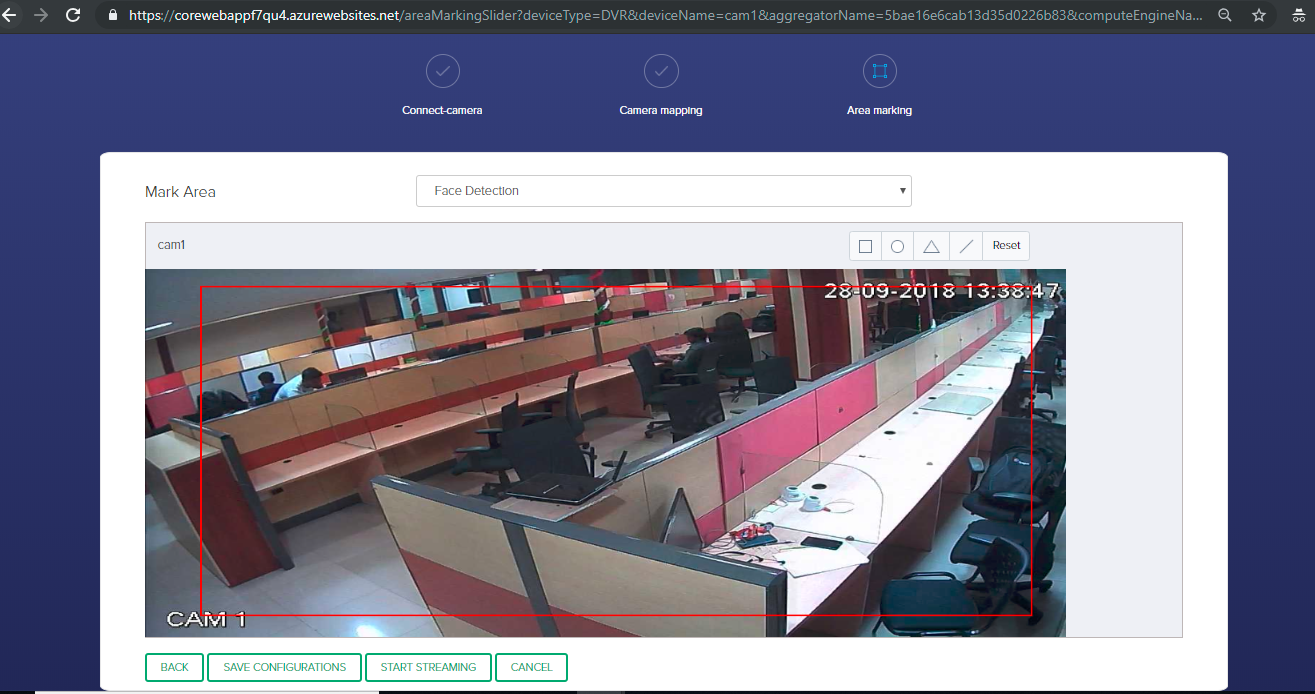 https://corewebappf7qu4.azurewebsites.net/areaMarkingSlider?deviceType=DVR&deviceName=cam1&aggregatorName=5bae16e6cab13d35d0226b83&computeEngineNa...
Connect-camera
Camera mapping
Area marking
Mark Area
Face Detection
cam1
Reset
28-09-2018 13:38:47
CAM 1
BACK
SAVE CONFIGURATIONS
START STREAMING
CANCEL